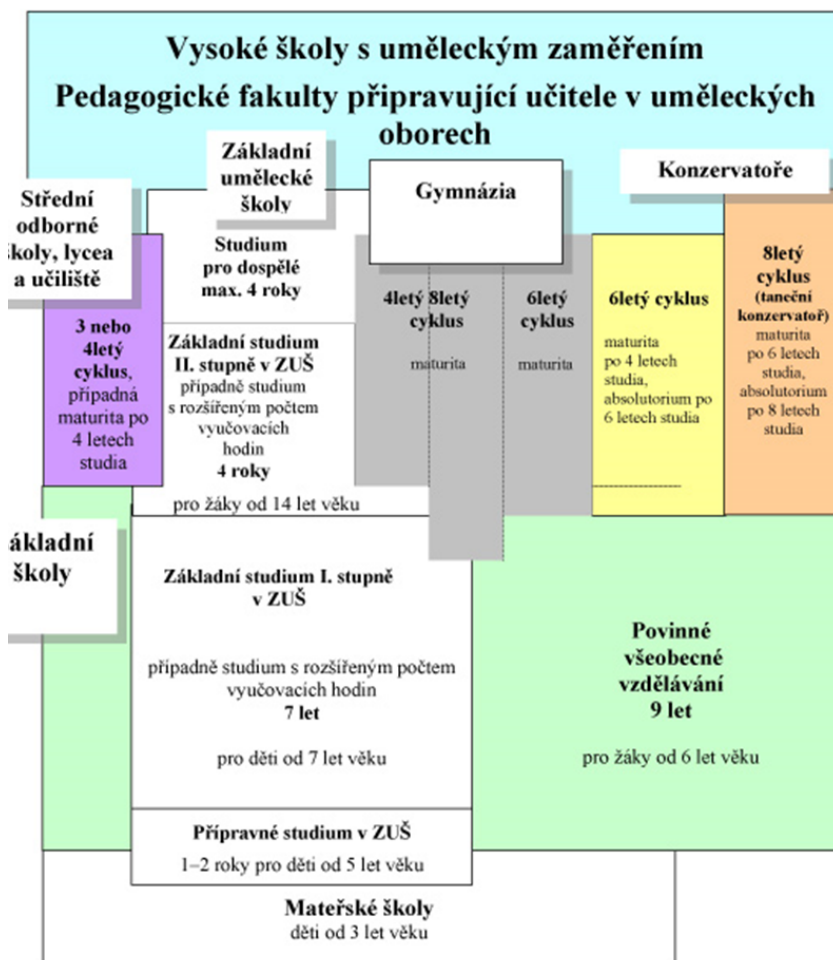 Vysoké školy s uměleckým zaměřením
Pedagogické fakulty připravující učitele v uměleckých
oborech
Základní
umělecké
školy
Gymnázia
Konzervatoře
Střední
odborné
školy, lycea
a učiliště
Studium
pro dospělé
max. 4 roky
3 nebo
4letý
cyklus,
případná
maturita po
4 letech
studia
Základní studium
II. stupně v ZUŠ
případně studium
s rozšířeným počtem
vyučovacích
hodin
4 roky
pro žáky od 14 let věku
4letý 8letý
cyklus
maturita
6letý
cyklus
maturita
6letý cyklus
maturita
po 4 letech
studia,
absolutorium po
6 letech studia
8letý
cyklus
(taneční
konzervatoř)
maturita
po 6 letech
studia,
absolutorium
po 8 letech
studia
ákladní
školy
Základní studium I. stupně
v ZUŠ
případně studium s rozšířeným počtem
vyučovacích hodin
7 let
pro děti od 7 let věku
Povinné
všeobecné
vzdělávání
9 let
pro žáky od 6 let věku
Přípravné studium v ZUŠ
1–2 roky pro děti od 5 let věku
Mateřské školy
děti od 3 let věku